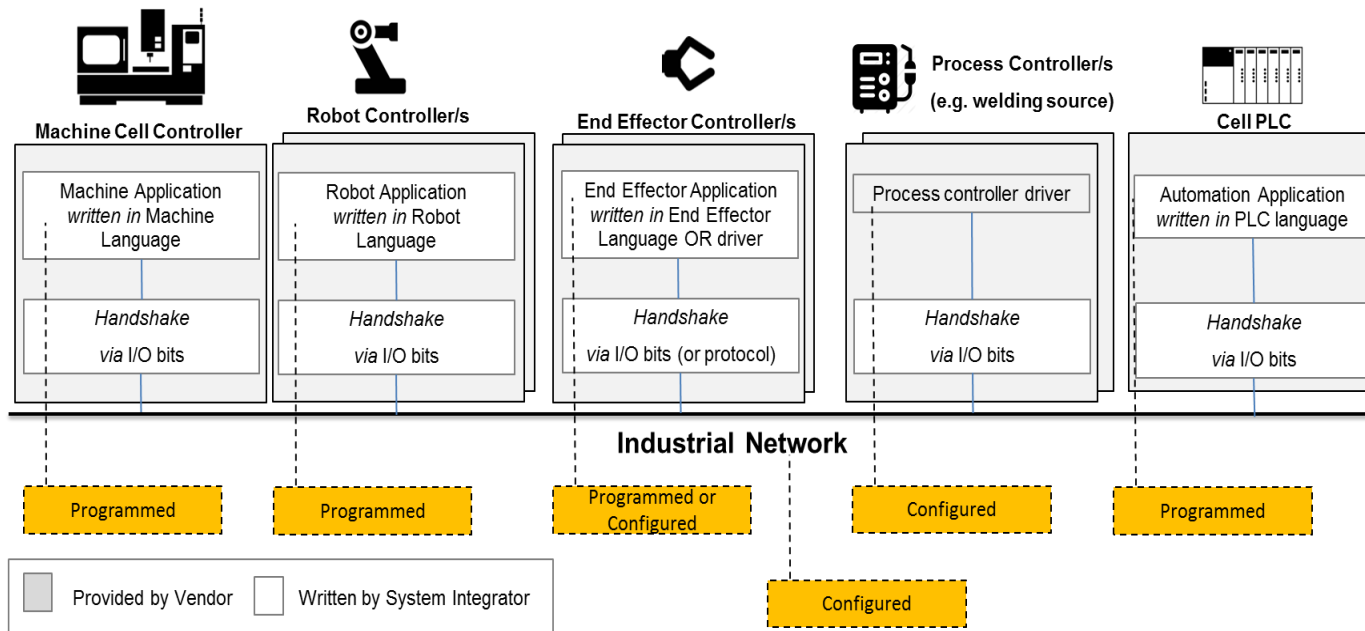 Machine Cell Controller
Machine Application
written in Machine
Language
Handshake
via I/O bits
Robot Controller/s
Robot Application
written in Robot
Language
Handshake
via I/O bits
End Effector Controller/s
End Effector Application
written in End Effector
Language OR driver
Handshake
via I/O bits (or protocol)
Process Controller/s
(e.g. welding source)
Process controller driver
Handshake
via I/O bits
Cell PLC
Automation Application
written in PLC language
Handshake
via I/O bits
Industrial Network
Programmed
Programmed
Programmed or
Configured
Configured
Programmed
Configured
Provided by Vendor
Written by System Integrator